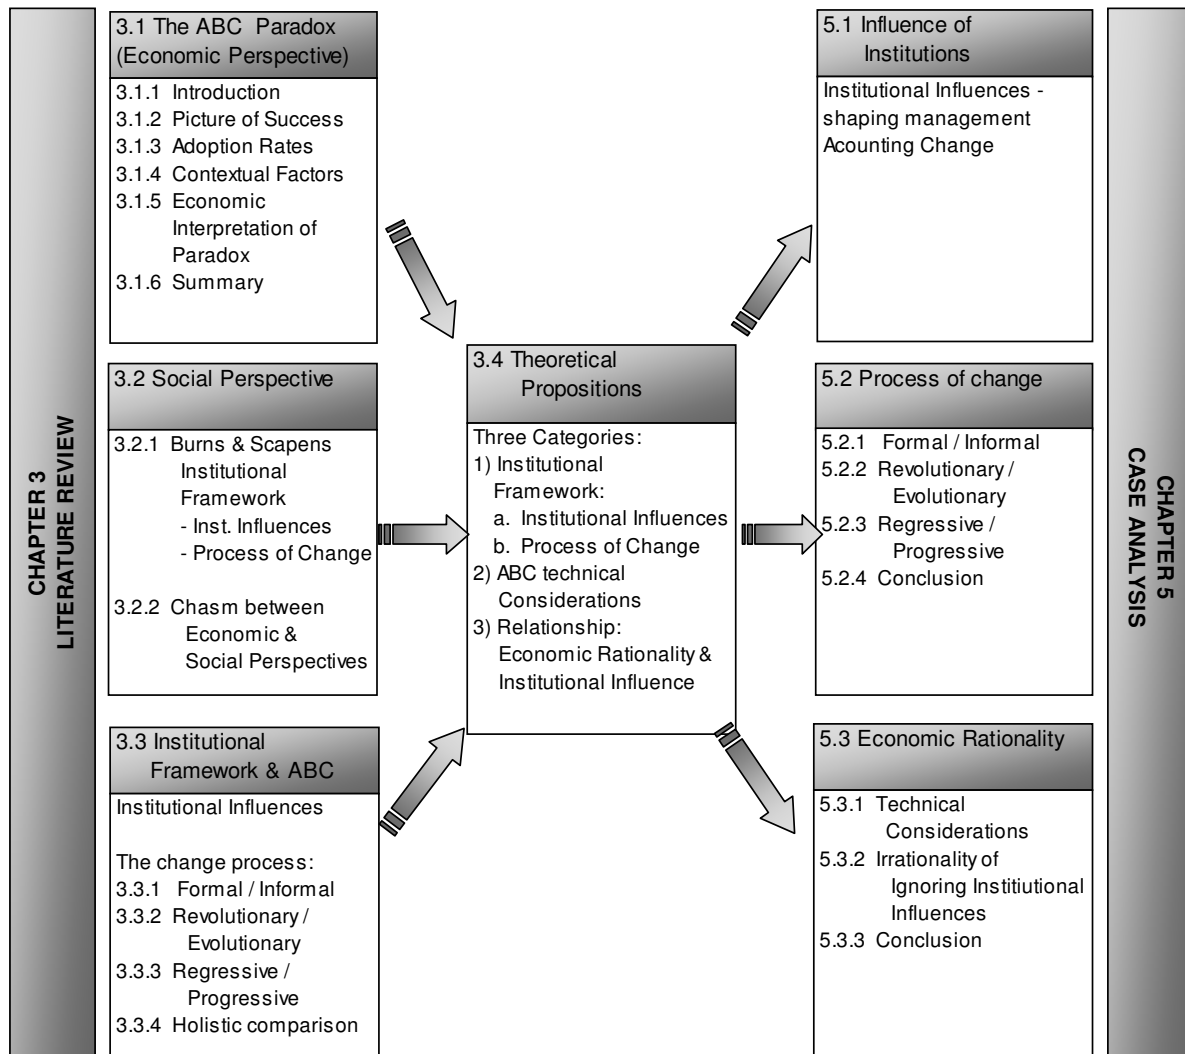 CHAPTER 3
LITERATURE REVIEW
3.1 The ABC Paradox
(Economic Perspective)
3.1.1 Introduction
3.1.2 Picture of Success
3.1.3 Adoption Rates
3.1.4 Contextual Factors
3.1.5 Economic
Interpretation of
Paradox
3.1.6 Summary
3.2 Social Perspective
3.2.1 Burns & Scapens
Institutional
Framework
- Inst. Influences
- Process of Change
3.2.2 Chasm between
Economic &
Social Perspectives
3.3 Institutional
Framework & ABC
Institutional Influences
The change process:
3.3.1 Formal / Informal
3.3.2 Revolutionary /
Evolutionary
3.3.3 Regressive /
Progressive
3.3.4 Holistic comparison
3.4 Theoretical
Propositions
Three Categories:
1) Institutional
Framework:
a. Institutional Influences
b. Process of Change
2) ABC technical
Considerations
3) Relationship:
Economic Rationality &
Institutional Influence
5.1 Influence of
Institutions
Institutional Influences -
shaping management
Acounting Change
5.2 Process of change
5.2.1 Formal / Informal
5.2.2 Revolutionary /
Evolutionary
5.2.3 Regressive /
Progressive
5.2.4 Conclusion
5.3 Economic Rationality
5.3.1 Technical
Considerations
5.3.2 Irrationality of
Ignoring Institiutional
Influences
5.3.3 Conclusion
CHAPTER 5
CASE ANALYSIS